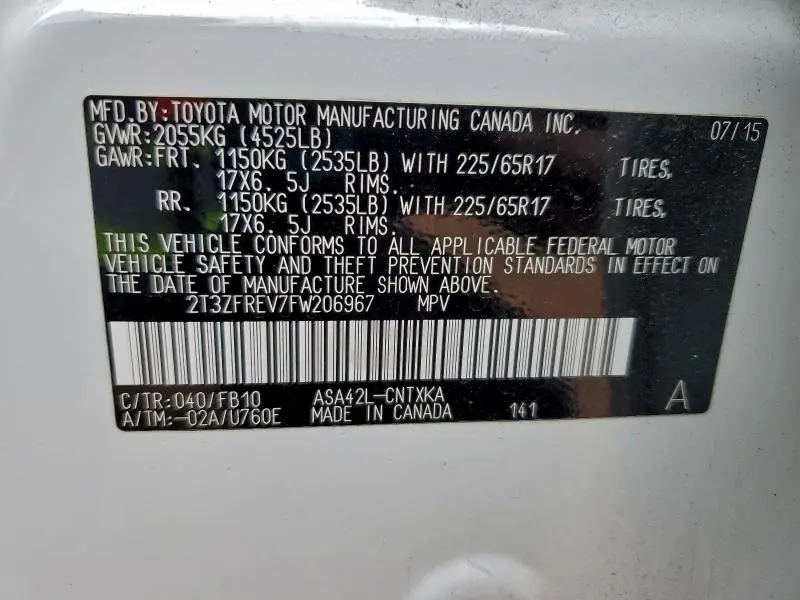 MFD. BY: TOYOTA MOTOR MANUFACTURING CANADA INC. 07/15
GVWR: 2055KG (4525LB)
GAWR: FRT. 1150KG (2535LB) WITH 225/65R17 TIRES,
17X6. 5J RIMS.
RR. 1150KG (2535LB) WITH 225/65R17 TIRES,
17X6. 5J RIMS.
THIS VEHICLE CONFORMS TO ALL APPLICABLE FEDERAL MOTOR
VEHICLE SAFETY AND THEFT PREVENTION STANDARDS IN EFFECT ON
THE DATE OF MANUFACTURE SHOWN ABOVE.
2T3ZFREV7FW206967 MPV
C/TR: 040/FB10 ASA42L-CNTXKA
A/TM: -02A/U760E MADE IN CANADA 141 A